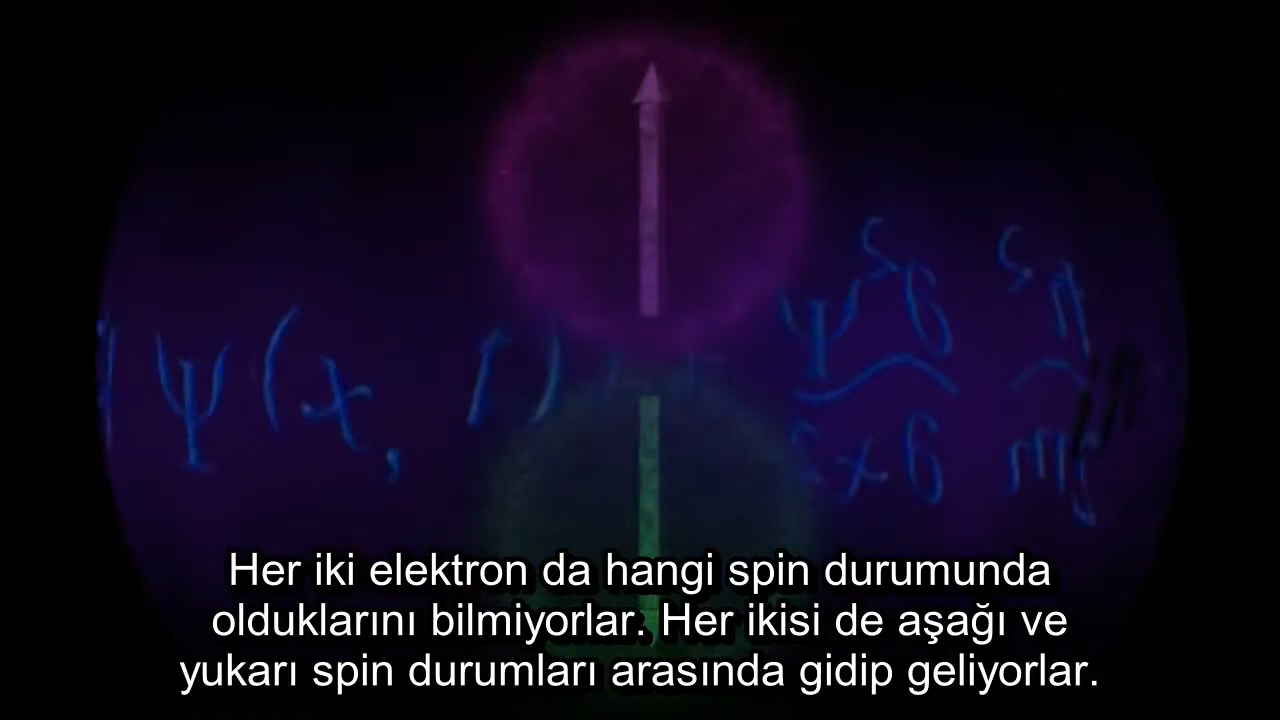 Ψ(x, t)
Her iki elektron da hangi spin durumunda
olduklarını bilmiyorlar. Her ikisi de aşağı ve
yukarı spin durumları arasında gidip geliyorlar.